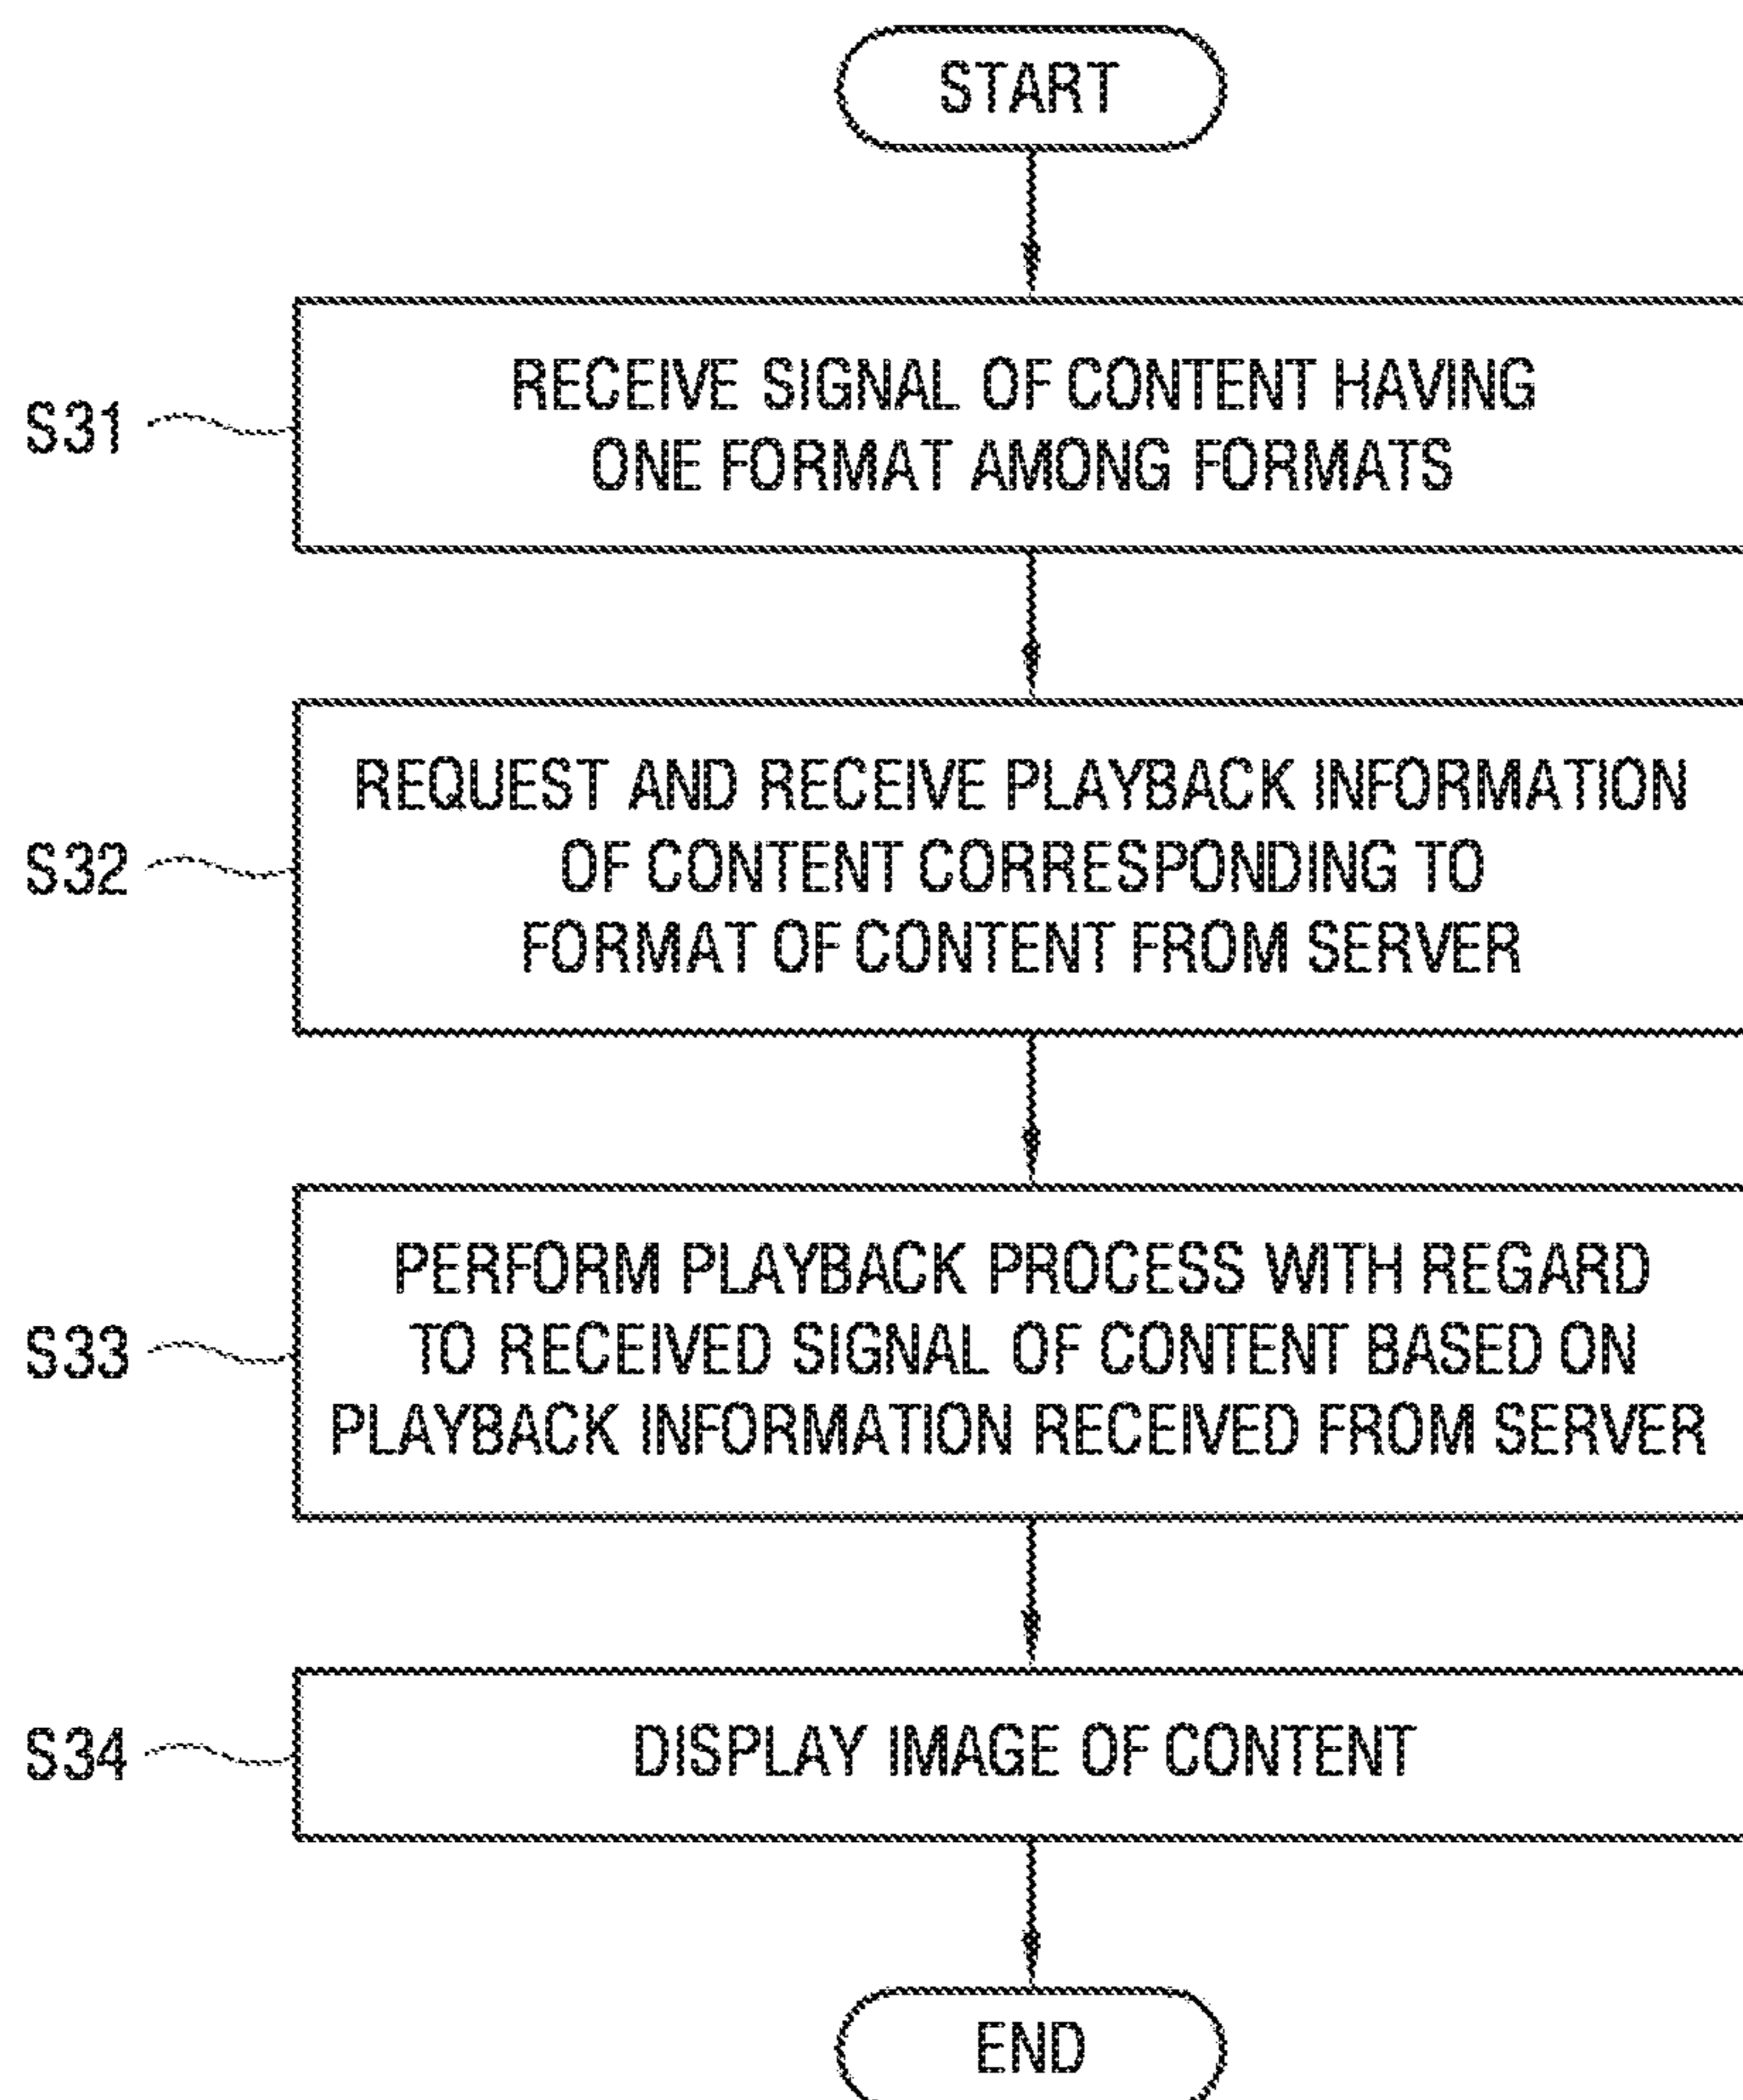 START
S31
RECEIVE SIGNAL OF CONTENT HAVING
ONE FORMAT AMONG FORMATS
S32
REQUEST AND RECEIVE PLAYBACK INFORMATION
OF CONTENT CORRESPONDING TO
FORMAT OF CONTENT FROM SERVER
S33
PERFORM PLAYBACK PROCESS WITH REGARD
TO RECEIVED SIGNAL OF CONTENT BASED ON
PLAYBACK INFORMATION RECEIVED FROM SERVER
S34
DISPLAY IMAGE OF CONTENT
END